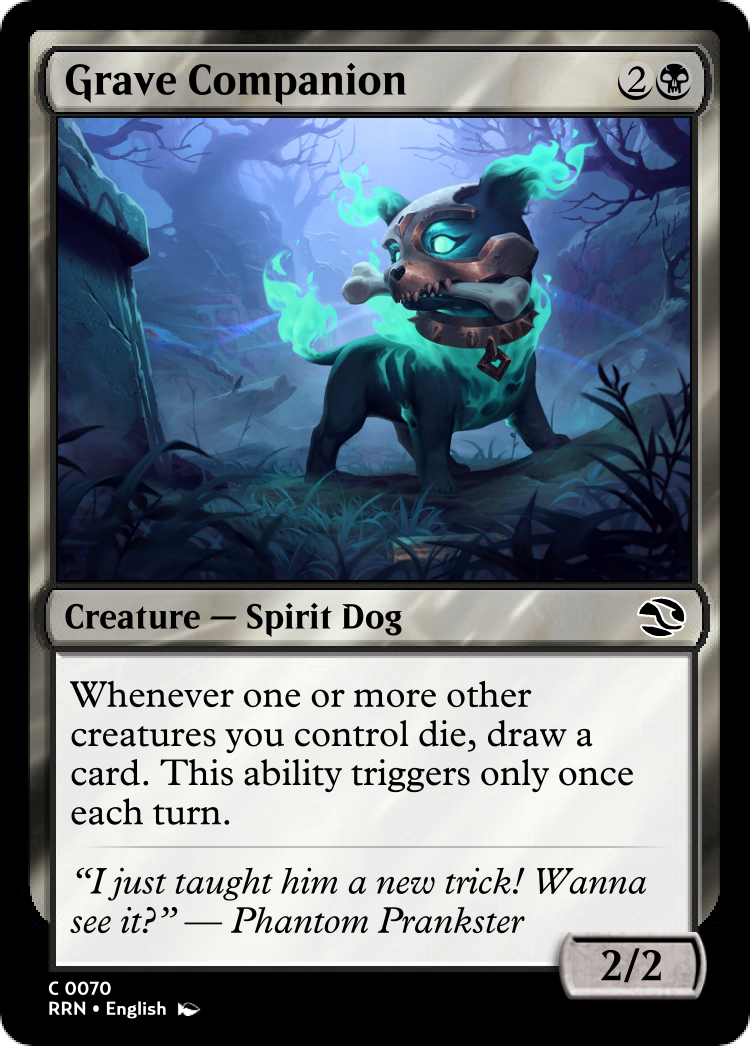 Grave Companion
2
Creature — Spirit Dog
Whenever one or more other
creatures you control die, draw a
card. This ability triggers only once
each turn.
“I just taught him a new trick! Wanna
see it?” — Phantom Prankster
2/2
C 0070
RRN • English